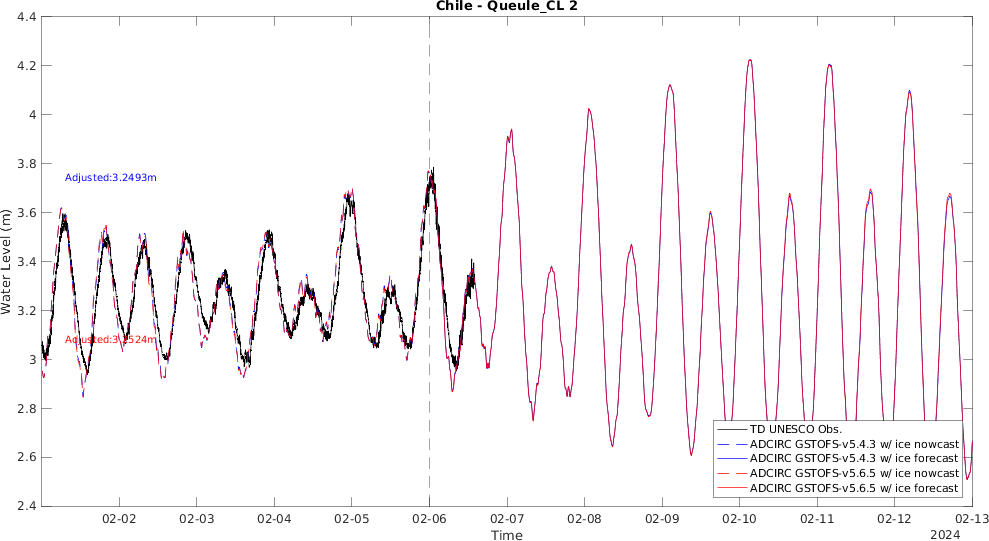 Chile - Queule_CL 2
4.4
4.2
4
3.8
3.6
3.4
3.2
3
2.8
2.6
2.4
Water Level (m)
Adjusted:3.2493m
Adjusted:3.2524m
TD UNESCO Obs.
ADCIRC GSTOFS-v5.4.3 w/ ice nowcast
ADCIRC GSTOFS-v5.4.3 w/ ice forecast
ADCIRC GSTOFS-v5.6.5 w/ ice nowcast
ADCIRC GSTOFS-v5.6.5 w/ ice forecast
02-02 02-03 02-04 02-05 02-06 02-07 02-08 02-09 02-10 02-11 02-12 02-13
Time
2024